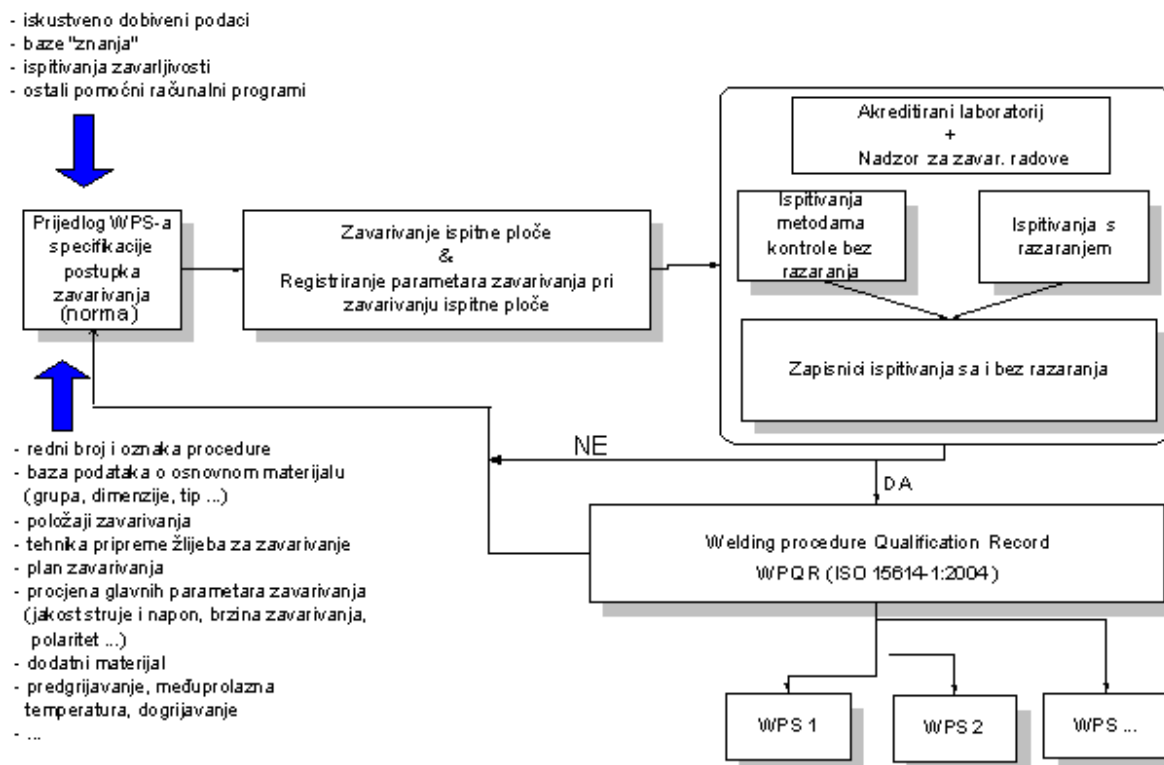 - iskustveno dobiveni podaci
- baze "znanja"
- ispitivanja zavarljivosti
- ostali pomoćni računalni programi
Akreditirani laboratorij
+
Nadzor za zavar. radove
Ispitivanja
metodama
kontrole bez
razaranja
Ispitivanja s
razaranjem
Prijedlog WPS-a
specifikacije
postupka
zavarivanja
(norma)
Zavarivanje ispitne ploče
&
Registriranje parametara zavarivanja pri
zavarivanju ispitne ploče
Zapisnici ispitivanja sa i bez razaranja
NE
DA
- redni broj i oznaka procedure
- baza podataka o osnovnom materijalu
(grupa, dimenzije, tip ...)
- položaji zavarivanja
- tehnika pripreme žlijeba za zavarivanje
- plan zavarivanja
- procjena glavnih parametara zavarivanja
(jakost struje i napon, brzina zavarivanja,
polaritet ...)
- dodatni materijal
- predgrijavanje, međuprolazna
temperatura, dogrijavanje
- ...
Welding procedure Qualification Record
WPQR (ISO 15614-1:2004)
WPS 1
WPS 2
WPS ...